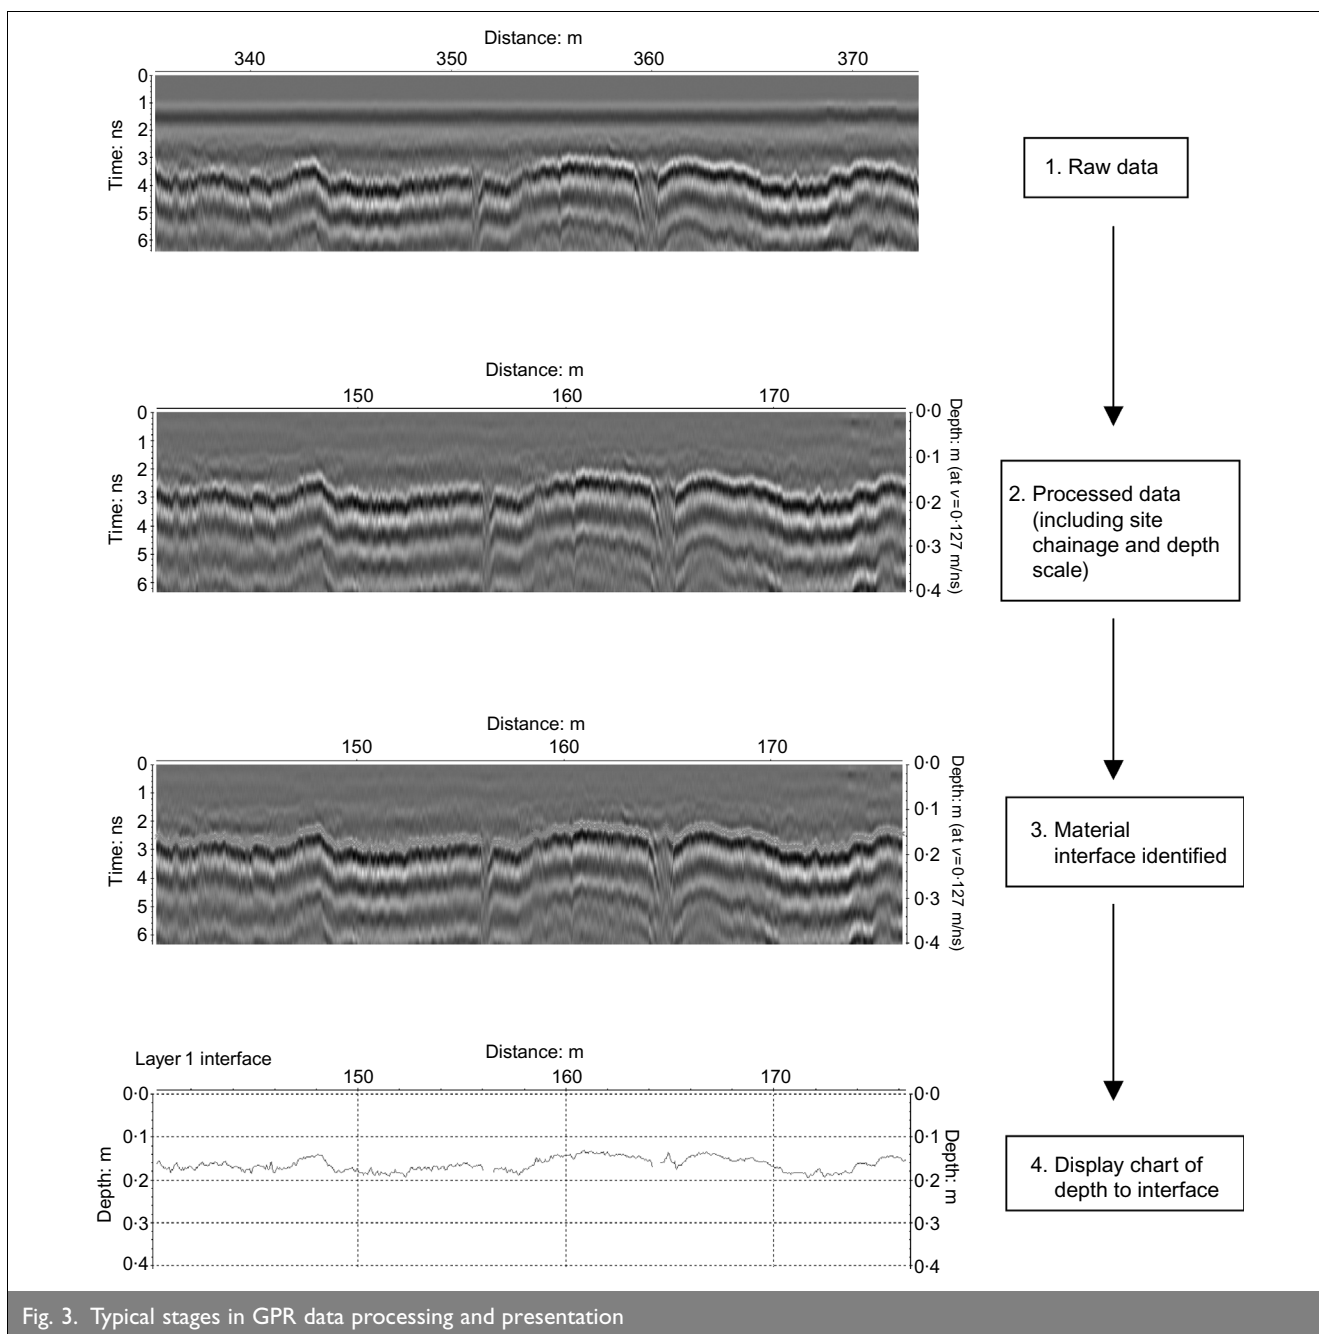 Distance: m
340 350 360 370
0
1
2
3
4
5
6
Time: ns
1. Raw data
Distance: m
150 160 170
0
1
2
3
4
5
6
Time: ns
0·0
0·1
0·2
0·3
0·4
Depth: m (at v=0·127 m/ns)
2. Processed data
(including site
chainage and depth
scale)
Distance: m
150 160 170
0
1
2
3
4
5
6
Time: ns
0·0
0·1
0·2
0·3
0·4
Depth: m (at v=0·127 m/ns)
3. Material
interface identified
Layer 1 interface
Distance: m
150 160 170
0·0
0·1
0·2
0·3
0·4
Depth: m
0·0
0·1
0·2
0·3
0·4
Depth: m
4. Display chart of
depth to interface
Fig. 3. Typical stages in GPR data processing and presentation